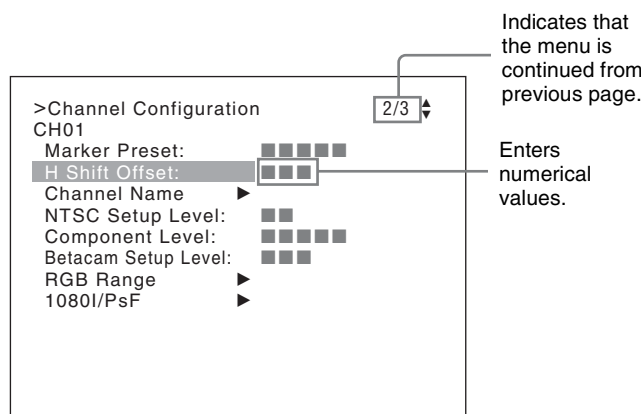 Indicates that
the menu is
continued from
previous page.
>Channel Configuration 2/3
CH01
Marker Preset: ■■■■■
H Shift Offset: ■■■
Enters
numerical
values.
Channel Name ▶
NTSC Setup Level: ■■
Component Level: ■■■■■
Betacam Setup Level: ■■■
RGB Range ▶
1080I/PsF ▶